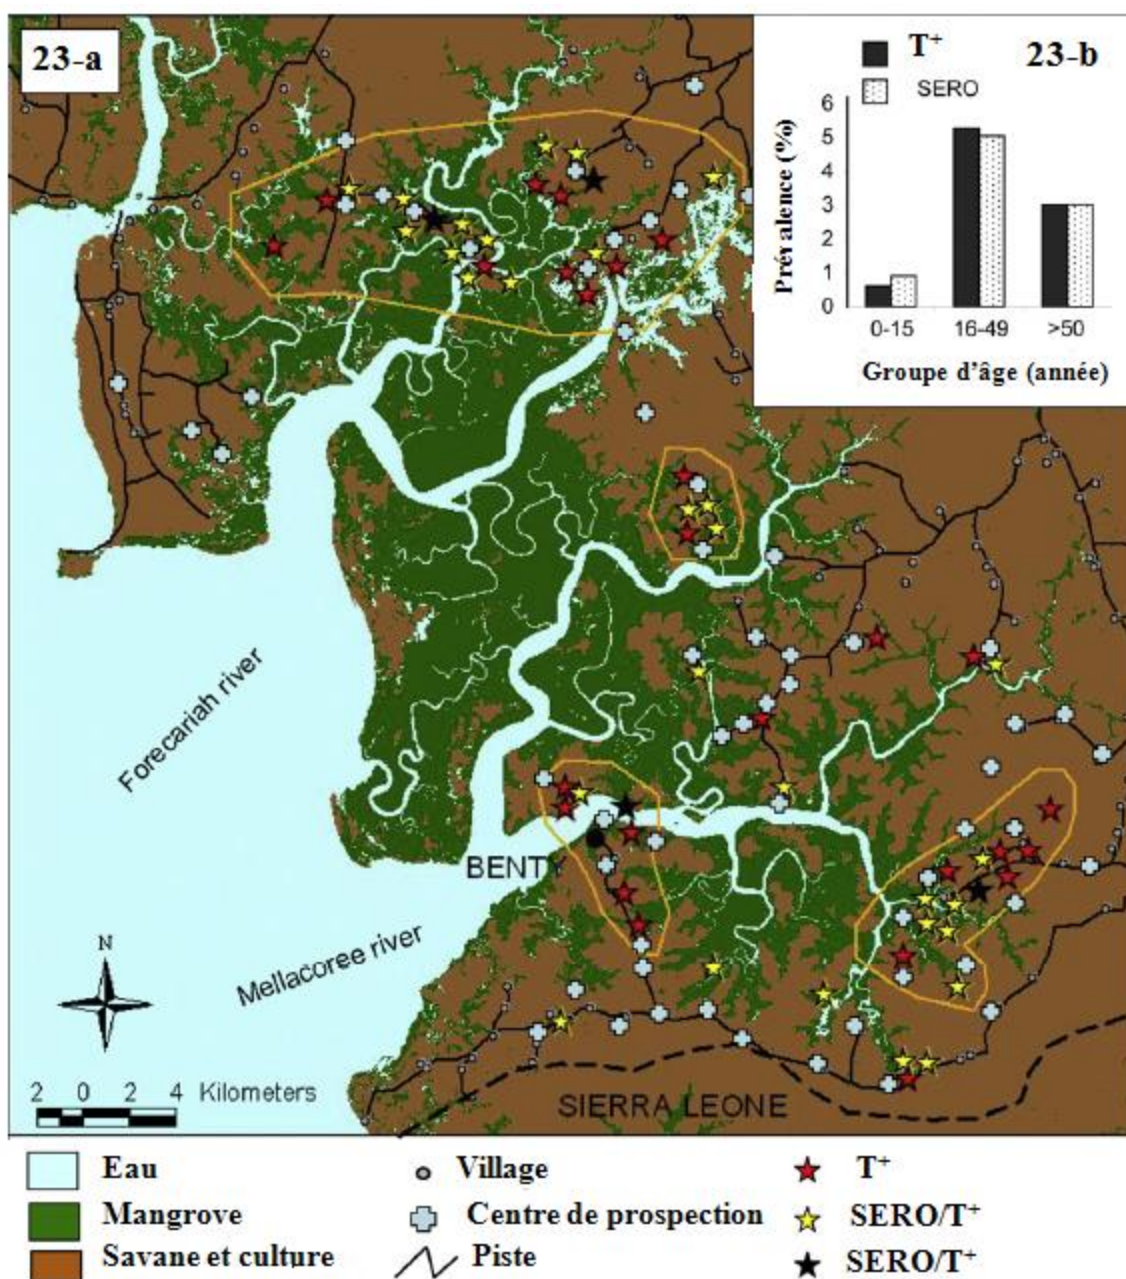 23-a
T+
23-b
SERO
Prévalence (%)
6
5
4
3
2
1
0
0-15 16-49 >50
Groupe d'âge (année)
Forecariah river
BENTY
Mellacoree river
N
2 0 2 4 Kilometers
SIERRA LEONE
Eau Village T+
Mangrove Centre de prospection SERO/T+
Savane et culture Piste SERO/T+